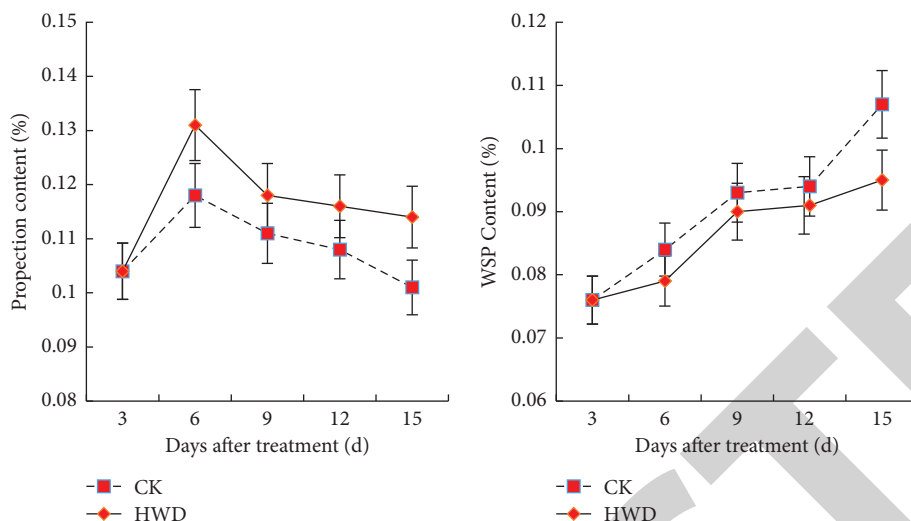 0.15
0.14
0.13
0.12
0.11
0.1
0.09
0.08
Propection content (%)
3 6 9 12 15
Days after treatment (d)
CK
HWD
0.12
0.11
0.1
0.09
0.08
0.07
0.06
WSP Content (%)
3 6 9 12 15
Days after treatment (d)
CK
HWD